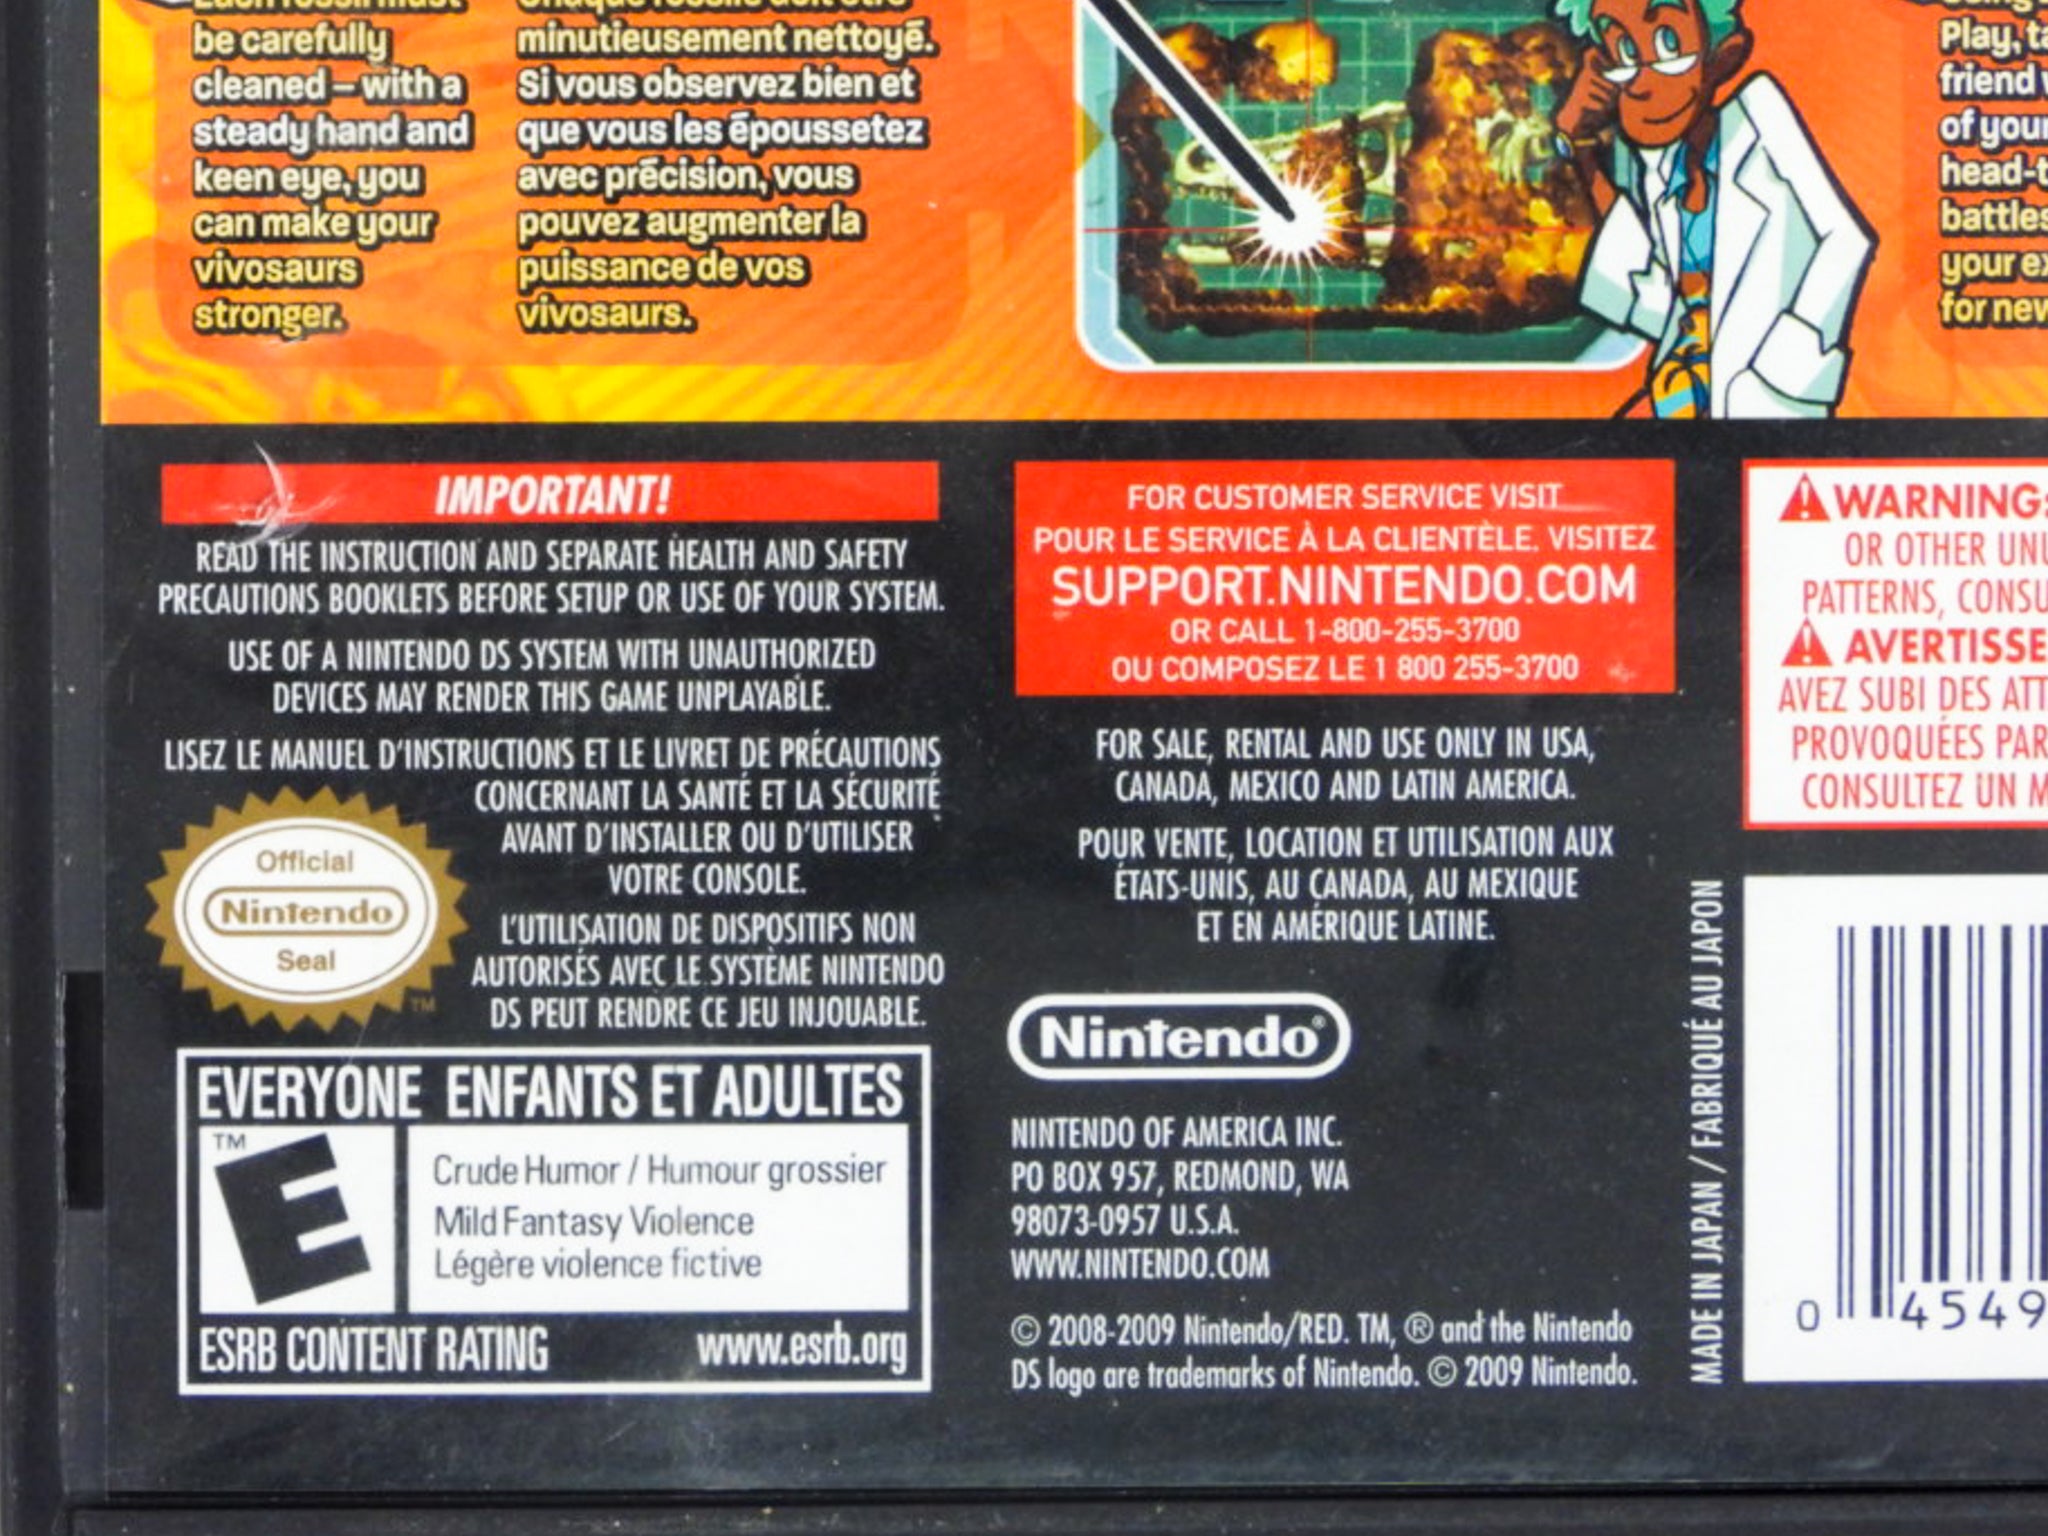 be carefully
cleaned – with a
steady hand and
keen eye, you
can make your
vivosaurs
stronger.
Chaque fossile doit être
minutieusement nettoyé.
Si vous observez bien et
que vous les époussetez
avec précision, vous
pouvez augmenter la
puissance de vos
vivosaurs.
Play,
friend
of your
for new
IMPORTANT!
READ THE INSTRUCTION AND SEPARATE HEALTH AND SAFETY
PRECAUTIONS BOOKLETS BEFORE SETUP OR USE OF YOUR SYSTEM.
USE OF A NINTENDO DS SYSTEM WITH UNAUTHORIZED
DEVICES MAY RENDER THIS GAME UNPLAYABLE.
LISEZ LE MANUEL D'INSTRUCTIONS ET LE LIVRET DE PRÉCAUTIONS
CONCERNANT LA SANTÉ ET LA SÉCURITÉ
AVANT D'INSTALLER OU D'UTILISER
VOTRE CONSOLE.
L'UTILISATION DE DISPOSITIFS NON
AUTORISÉS AVEC LE SYSTÈME NINTENDO
DS PEUT RENDRE CE JEU INJOUABLE.
Official
Nintendo
Seal
TM
EVERYONE ENFANTS ET ADULTES
TM
E
Crude Humor / Humour grossier
Mild Fantasy Violence
Légère violence fictive
ESRB CONTENT RATING www.esrb.org
FOR CUSTOMER SERVICE VISIT
POUR LE SERVICE À LA CLIENTÈLE, VISITEZ
SUPPORT.NINTENDO.COM
OR CALL 1-800-255-3700
OU COMPOSEZ LE 1 800 255-3700
FOR SALE, RENTAL AND USE ONLY IN USA,
CANADA, MEXICO AND LATIN AMERICA.
POUR VENTE, LOCATION ET UTILISATION AUX
ÉTATS-UNIS, AU CANADA, AU MEXIQUE
ET EN AMÉRIQUE LATINE.
Nintendo®
NINTENDO OF AMERICA INC.
PO BOX 957, REDMOND, WA
98073-0957 U.S.A.
WWW.NINTENDO.COM
© 2008-2009 Nintendo/RED. TM, ® and the Nintendo
DS logo are trademarks of Nintendo. © 2009 Nintendo.
MADE IN JAPAN / FABRIQUÉ AU JAPON
WARNING:
OR OTHER
PATTERNS,
AVEZ SUBI DES
PROVOQUÉES PAR
CONSULTEZ UN
0 4549